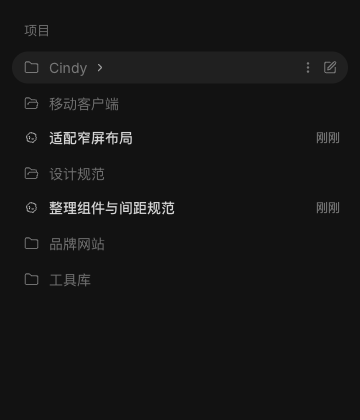 项目
Cindy
移动客户端
适配窄屏布局 刚刚
设计规范
整理组件与间距规范 刚刚
品牌网站
工具库